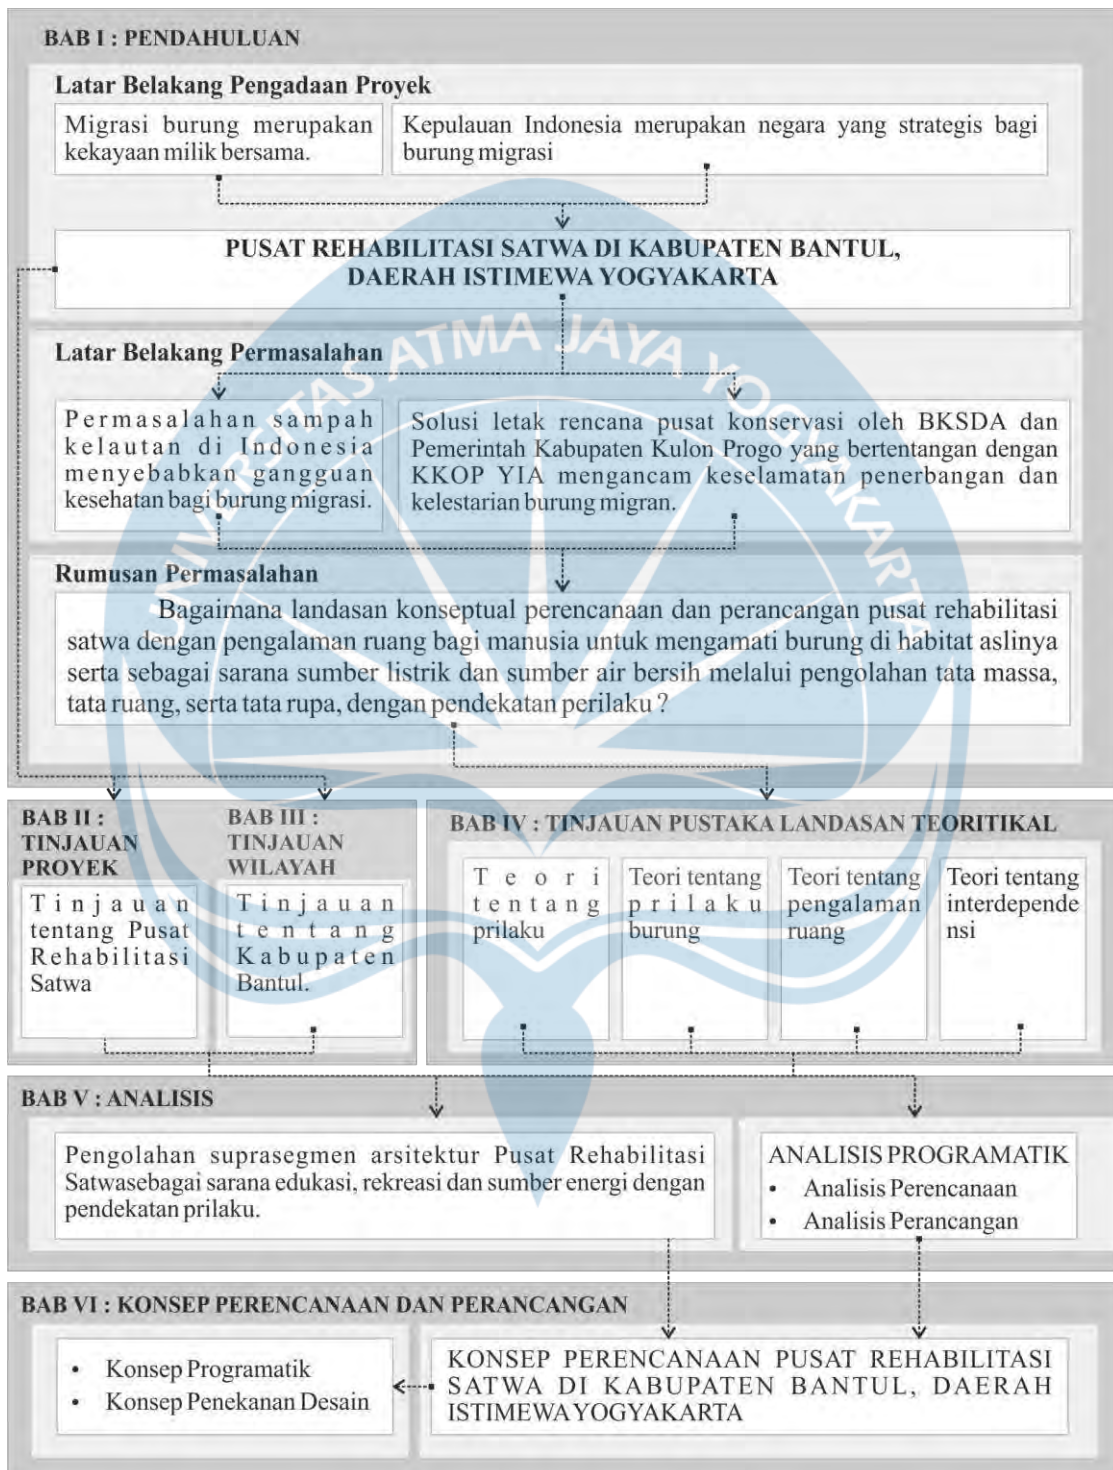 BAB I : PENDAHULUAN
Latar Belakang Pengadaan Proyek
Migrasi burung merupakan
kekayaan milik bersama.
Kepulauan Indonesia merupakan negara yang strategis bagi
burung migrasi
PUSAT REHABILITASI SATWA DI KABUPATEN BANTUL,
DAERAH ISTIMEWA YOGYAKARTA
UNIVERSITAS ATMA JAYA YOGYAKARTA
Latar Belakang Permasalahan
Permasalahan sampah
kelautan di Indonesia
menyebabkan gangguan
kesehatan bagi burung migrasi.
Solusi letak rencana pusat konservasi oleh BKSDA dan
Pemerintah Kabupaten Kulon Progo yang bertentangan dengan
KKOP YIA mengancam keselamatan penerbangan dan
kelestarian burung migran.
Rumusan Permasalahan
Bagaimana landasan konseptual perencanaan dan perancangan pusat rehabilitasi
satwa dengan pengalaman ruang bagi manusia untuk mengamati burung di habitat aslinya
serta sebagai sarana sumber listrik dan sumber air bersih melalui pengolahan tata massa,
tata ruang, serta tata rupa, dengan pendekatan perilaku ?
BAB II :
TINJAUAN
PROYEK
Tinjauan
tentang Pusat
Rehabilitasi
Satwa
BAB III :
TINJAUAN
WILAYAH
Tinjauan
tentang
Kabupaten
Bantul.
BAB IV : TINJAUAN PUSTAKA LANDASAN TEORITIKAL
Teori
tentang
prilaku
Teori tentang
prilaku
burung
Teori tentang
pengalaman
ruang
Teori tentang
interdepende
nsi
BAB V : ANALISIS
Pengolahan suprasegmen arsitektur Pusat Rehabilitasi
Satwasebagai sarana edukasi, rekreasi dan sumber energi dengan
pendekatan prilaku.
ANALISIS PROGRAMATIK
• Analisis Perencanaan
• Analisis Perancangan
BAB VI : KONSEP PERENCANAAN DAN PERANCANGAN
• Konsep Programatik
• Konsep Penekanan Desain
KONSEP PERENCANAAN PUSAT REHABILITASI
SATWA DI KABUPATEN BANTUL, DAERAH
ISTIMEWA YOGYAKARTA